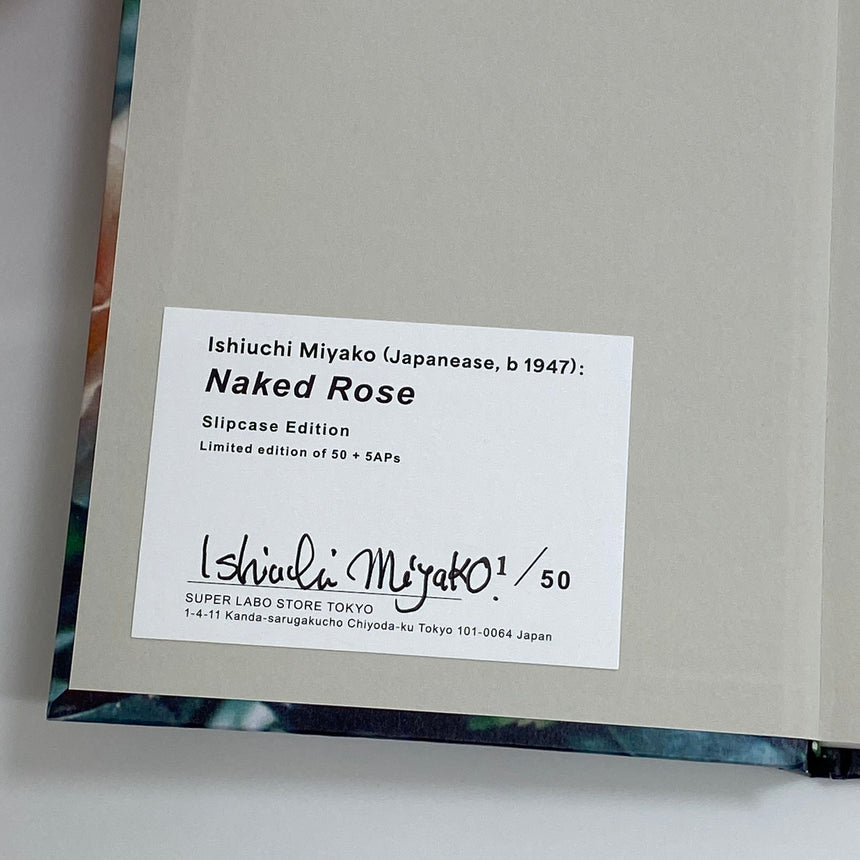 Ishiuchi Miyako (Japanease, b 1947):
Naked Rose
Slipcase Edition
Limited edition of 50 + 5APs
Ishiuchi Miyako. 1/50
SUPER LABO STORE TOKYO
1-4-11 Kanda-sarugakucho Chiyoda-ku Tokyo 101-0064 Japan